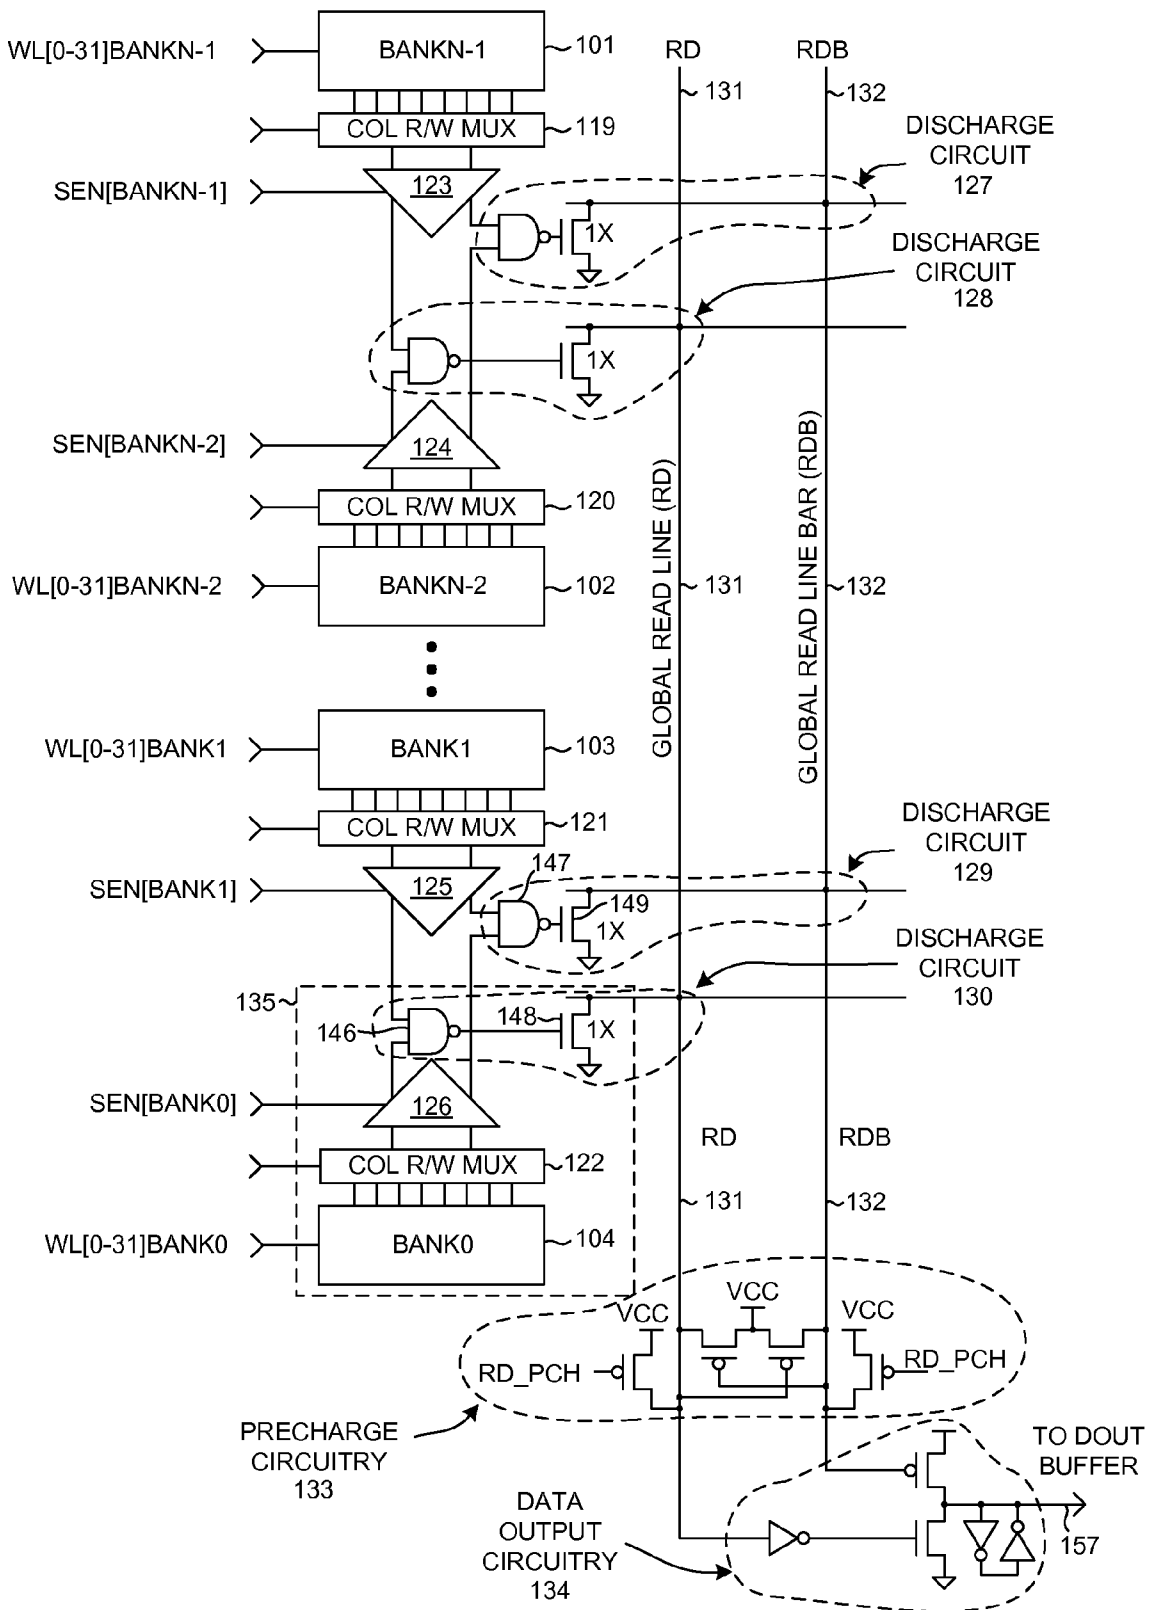 WL[0-31]BANKN-1
BANKN-1
101
RD
RDB
131
132
COL R/W MUX
119
DISCHARGE
CIRCUIT
127
SEN[BANKN-1]
123
1X
DISCHARGE
CIRCUIT
128
1X
SEN[BANKN-2]
124
COL R/W MUX
120
WL[0-31]BANKN-2
BANKN-2
102
131
132
GLOBAL READ LINE (RD)
GLOBAL READ LINE BAR (RDB)
WL[0-31]BANK1
BANK1
103
COL R/W MUX
121
DISCHARGE
CIRCUIT
129
SEN[BANK1]
125
147
149
1X
DISCHARGE
CIRCUIT
130
135
146
148
1X
SEN[BANK0]
126
RD
RDB
COL R/W MUX
122
131
132
WL[0-31]BANK0
BANK0
104
VCC
VCC
VCC
RD_PCH
RD_PCH
PRECHARGE
CIRCUITRY
133
TO DOUT
BUFFER
DATA
OUTPUT
CIRCUITRY
134
157